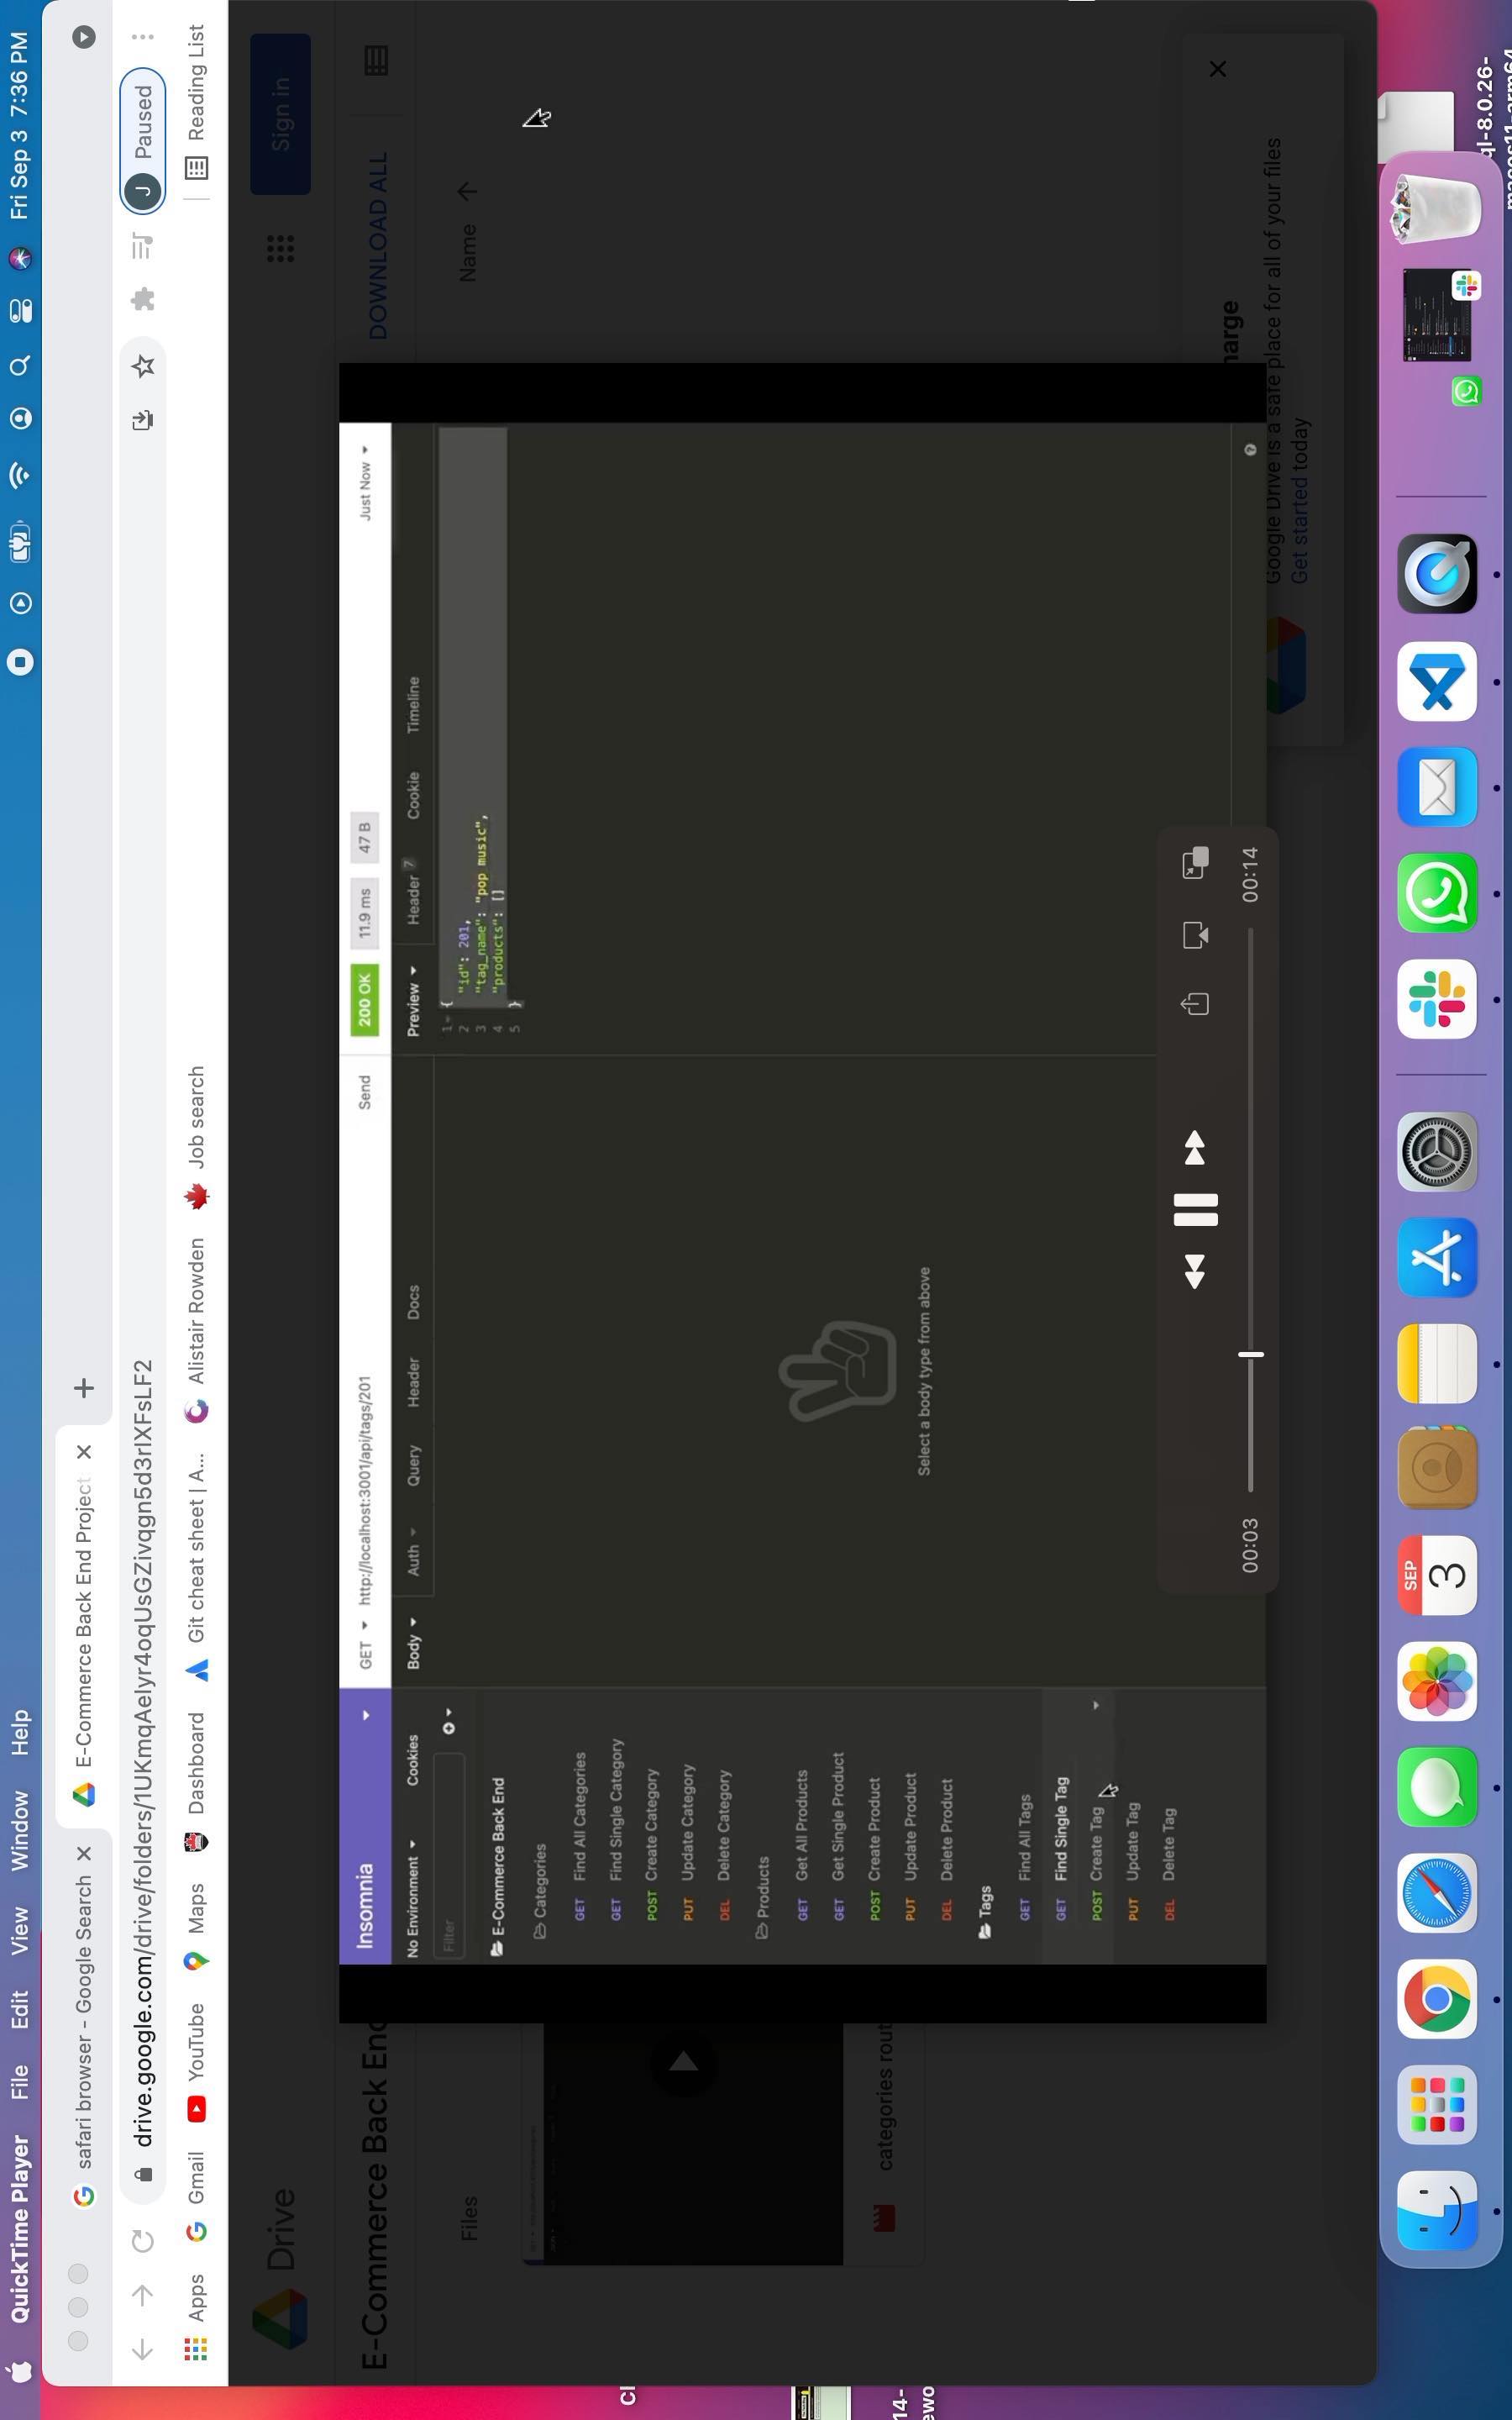 QuickTime Player File Edit View Window Help
Fri Sep 3 7:36 PM
safari browser - Google Search
E-Commerce Back End Project
drive.google.com/drive/folders/1UKmqAelyr4oqUsGZivqgn5d3rIXFsLF2
J Paused
Apps Gmail YouTube Maps Dashboard Git cheat sheet | A... Alistair Rowden Job search Reading List
Drive
Sign in
E-Commerce Back End
DOWNLOAD ALL
Files
Name
categories rout
Insomnia
GET http://localhost:3001/api/tags/201 Send
200 OK 11.9 ms 47 B Just Now
No Environment Cookies
Body Auth Query Header Docs
Preview Header 7 Cookie Timeline
Filter
1 {
2 "id": 201,
3 "tag_name": "pop music",
4 "products": []
5 }
E-Commerce Back End
Categories
GET Find All Categories
GET Find Single Category
POST Create Category
PUT Update Category
DEL Delete Category
Products
GET Get All Products
GET Get Single Product
POST Create Product
PUT Update Product
DEL Delete Product
Tags
GET Find All Tags
GET Find Single Tag
POST Create Tag
PUT Update Tag
DEL Delete Tag
Select a body type from above
00:03
00:14
Google Drive is a safe place for all of your files
Get started today
ql-8.0.26-
macos11-arm64
SEP
3
14-